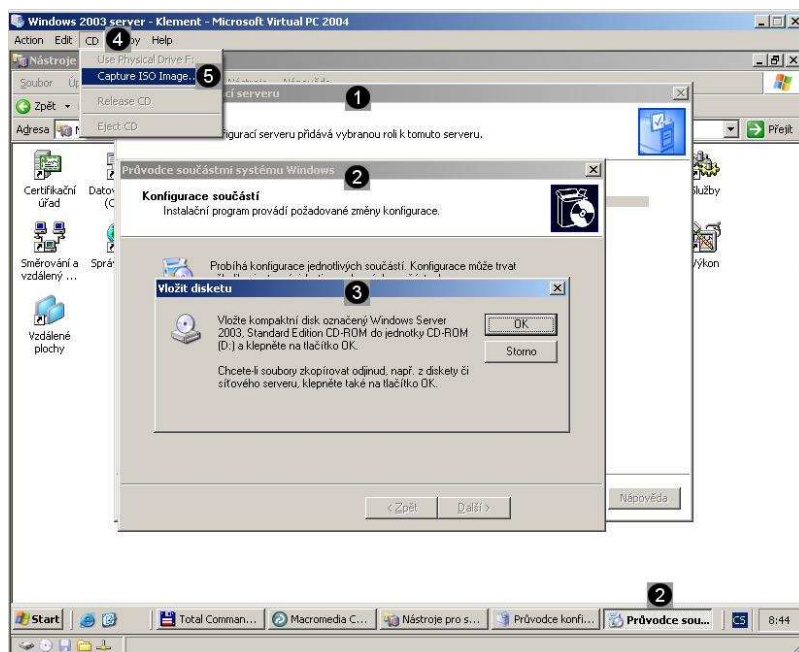 Windows 2003 server - Klement - Microsoft Virtual PC 2004
Action Edit CD Help
4
Use Physical Drive F:
Nástroje
Capture ISO Image...
5
Soubor Nástroje Nápověda
Release CD
serveru
1
Zpět
Eject CD
Adresa
Přejít
figurací serveru přidává vybranou roli k tomuto serveru.
Průvodce součástmi systému Windows
2
Certifikační úřad
Služby
Konfigurace součástí
Instalační program provádí požadované změny konfigurace.
Směrování a vzdálený ...
Výkon
Probíhá konfigurace jednotlivých součástí. Konfigurace může trvat
Vložit disketu
3
Vložte kompaktní disk označený Windows Server
2003, Standard Edition CD-ROM do jednotky CD-ROM
(D:) a klepněte na tlačítko OK.
OK
Storno
Vzdálené
plochy
Chcete-li soubory zkopírovat odjinud, např. z diskety či
síťového serveru, klepněte také na tlačítko OK.
< Zpět
Další >
Nápověda
2
Start
Total Comman...
Macromedia C...
Nástroje pro s...
Průvodce konfi...
Průvodce sou...
CS
8:44